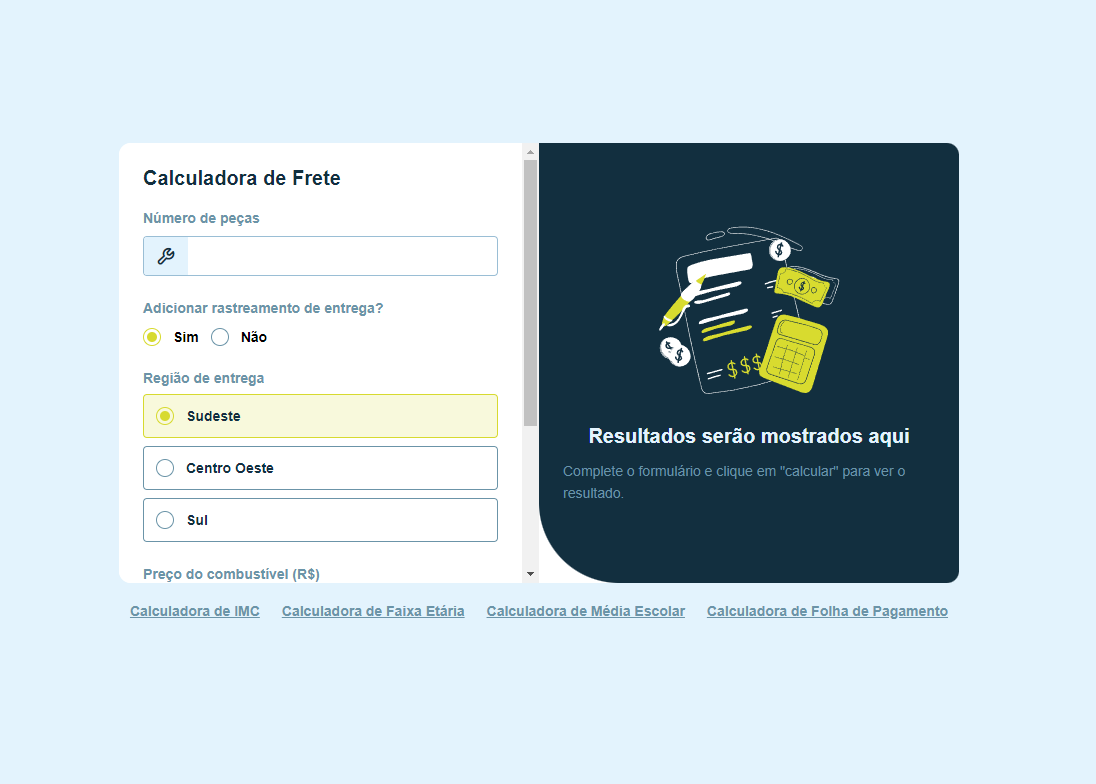 Calculadora de Frete
Número de peças
Adicionar rastreamento de entrega?
Sim Não
Região de entrega
Sudeste
Centro Oeste
Sul
Preço do combustível (R$)
$
$
$
$
$$$
Resultados serão mostrados aqui
Complete o formulário e clique em "calcular" para ver o
resultado.
Calculadora de IMC Calculadora de Faixa Etária Calculadora de Média Escolar Calculadora de Folha de Pagamento